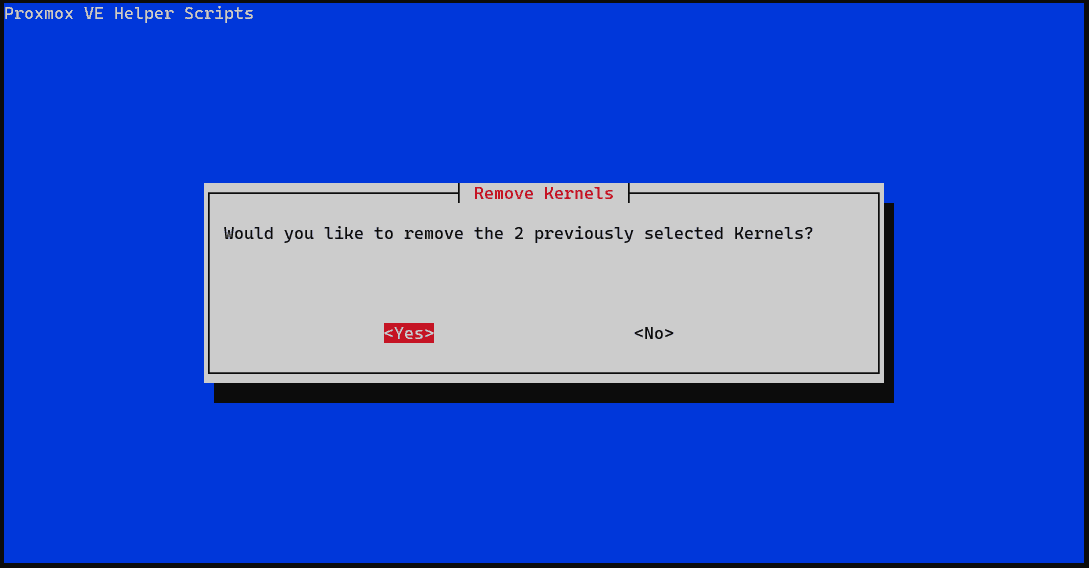 Proxmox VE Helper Scripts
Remove Kernels
Would you like to remove the 2 previously selected Kernels?
<Yes> <No>